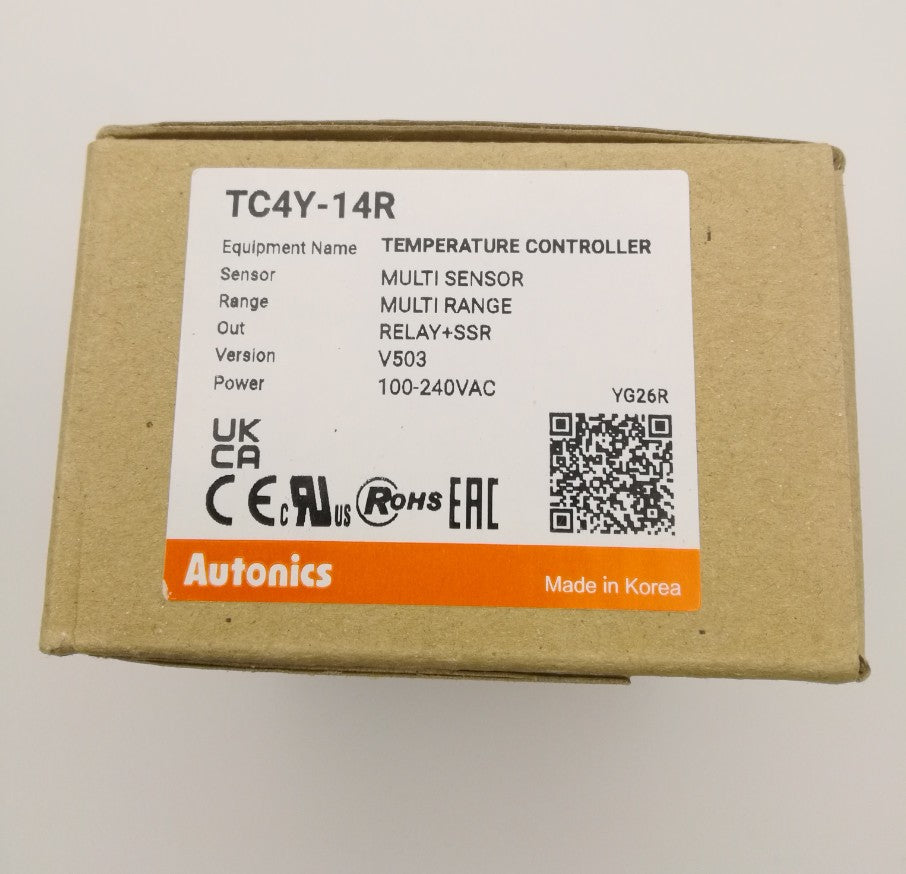 TC4Y-14R
Equipment Name TEMPERATURE CONTROLLER
Sensor MULTI SENSOR
Range MULTI RANGE
Out RELAY+SSR
Version V503
Power 100-240VAC
YG26R
UK
CA
CE c RU US RoHS EAC
Autonics
Made in Korea